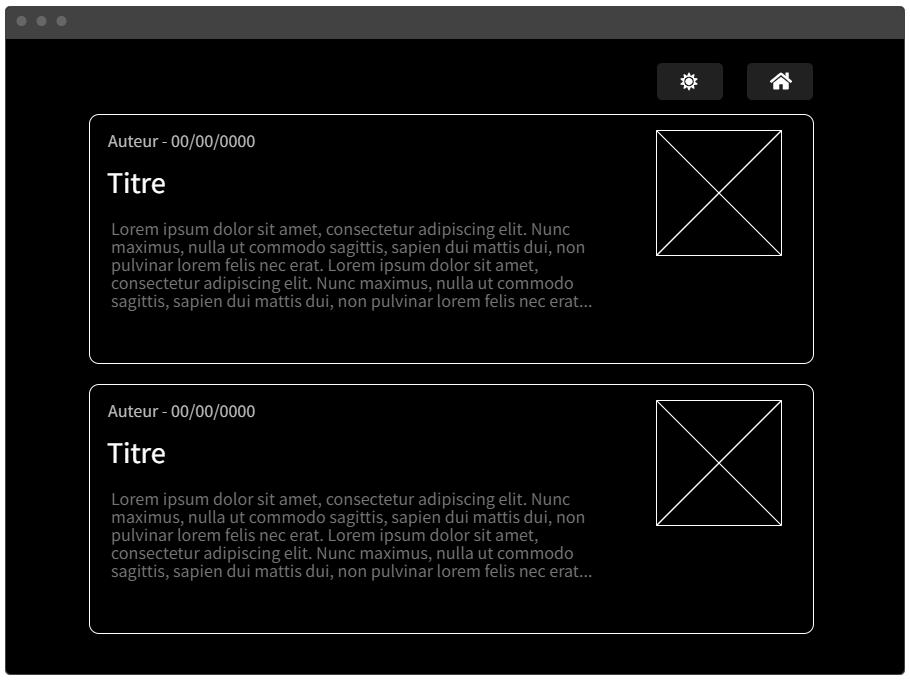 Auteur - 00/00/0000
Titre
Lorem ipsum dolor sit amet, consectetur adipiscing elit. Nunc
maximus, nulla ut commodo sagittis, sapien dui mattis dui, non
pulvinar lorem felis nec erat. Lorem ipsum dolor sit amet,
consectetur adipiscing elit. Nunc maximus, nulla ut commodo
sagittis, sapien dui mattis dui, non pulvinar lorem felis nec erat...
Auteur - 00/00/0000
Titre
Lorem ipsum dolor sit amet, consectetur adipiscing elit. Nunc
maximus, nulla ut commodo sagittis, sapien dui mattis dui, non
pulvinar lorem felis nec erat. Lorem ipsum dolor sit amet,
consectetur adipiscing elit. Nunc maximus, nulla ut commodo
sagittis, sapien dui mattis dui, non pulvinar lorem felis nec erat...